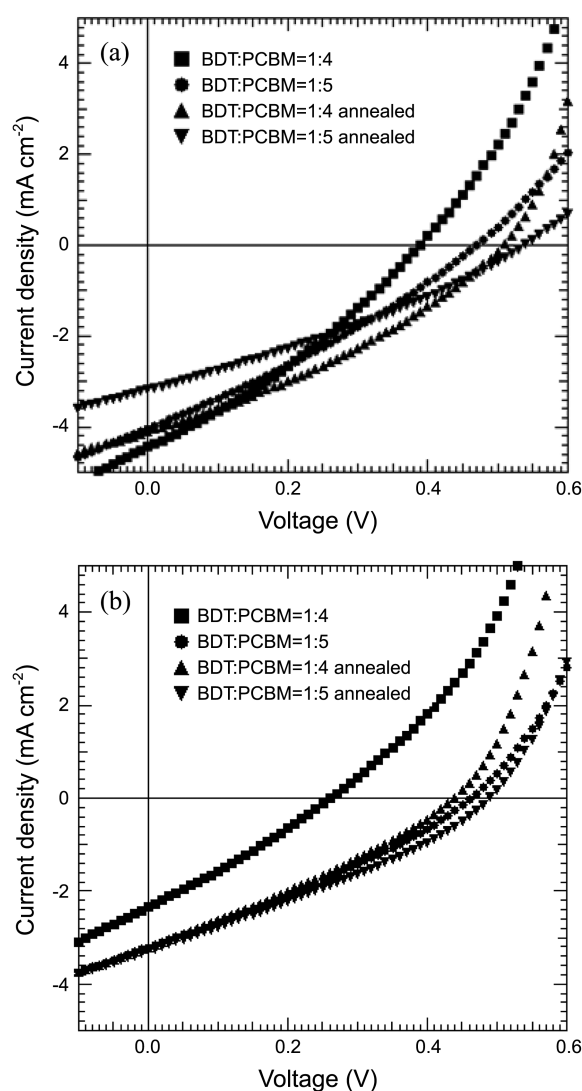 (a)
BDT:PCBM=1:4
BDT:PCBM=1:5
BDT:PCBM=1:4 annealed
BDT:PCBM=1:5 annealed
4
2
0
-2
-4
Current density (mA cm⁻²)
0.0 0.2 0.4 0.6
Voltage (V)
(b)
BDT:PCBM=1:4
BDT:PCBM=1:5
BDT:PCBM=1:4 annealed
BDT:PCBM=1:5 annealed
4
2
0
-2
-4
Current density (mA cm⁻²)
0.0 0.2 0.4 0.6
Voltage (V)